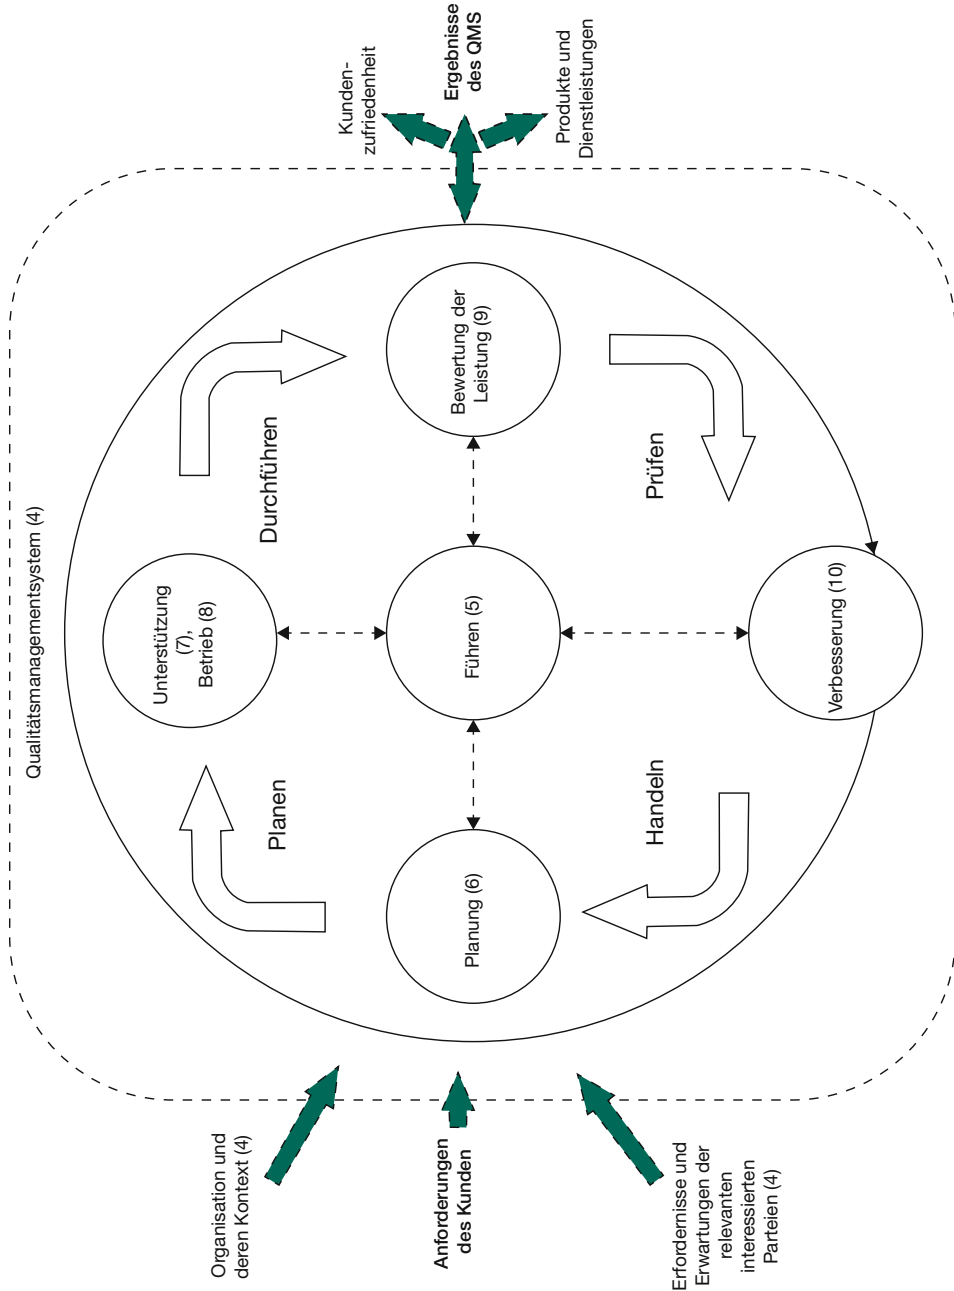 Qualitätsmanagementsystem (4)
Organisation und
deren Kontext (4)
Anforderungen
des Kunden
Erfordernisse und
Erwartungen der
relevanten
interessierten
Parteien (4)
Planen
Unterstützung
(7),
Betrieb (8)
Durchführen
Planung (6)
Führen (5)
Bewertung der
Leistung (9)
Handeln
Verbesserung (10)
Prüfen
Kunden-
zufriedenheit
Ergebnisse
des QMS
Produkte und
Dienstleistungen